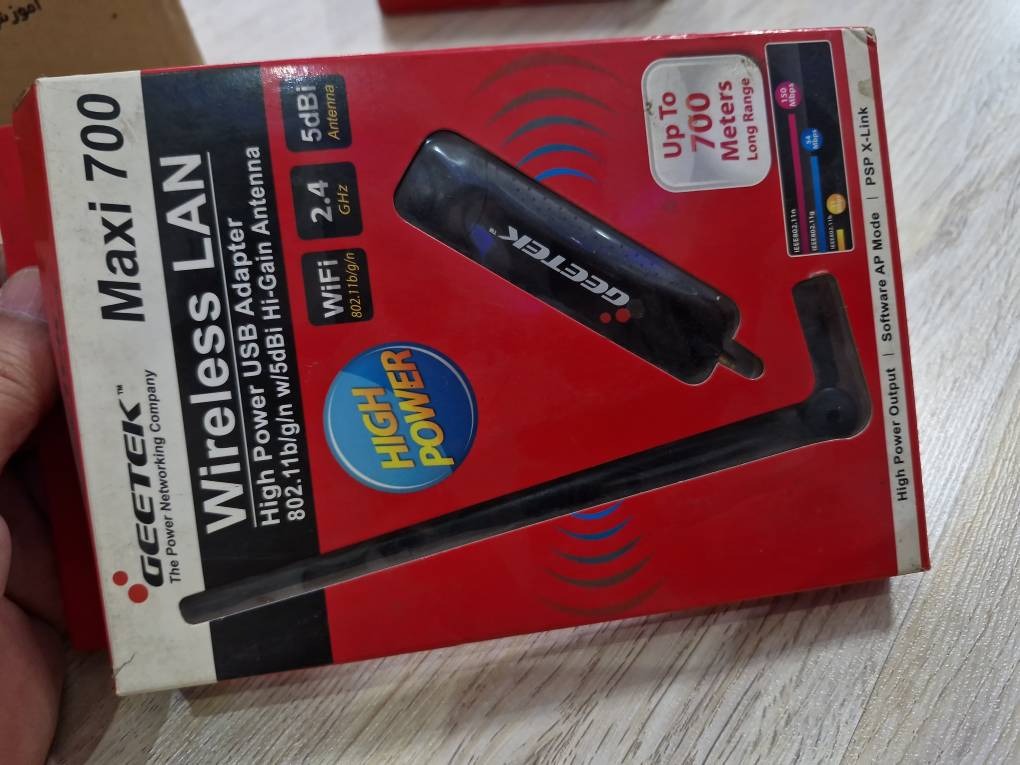 GEETEK™ Maxi 700
The Power Networking Company
Wireless LAN
High Power USB Adapter
802.11b/g/n w/5dBi Hi-Gain Antenna
WiFi
802.11b/g/n
2.4
GHz
5dBi
Antenna
HIGH
POWER
GEETEK
Up To
700
Meters
Long Range
IEEE802.11n
150
Mbps
IEEE802.11g
54
Mbps
IEEE802.11b
High Power Output | Software AP Mode | PSP X-Link